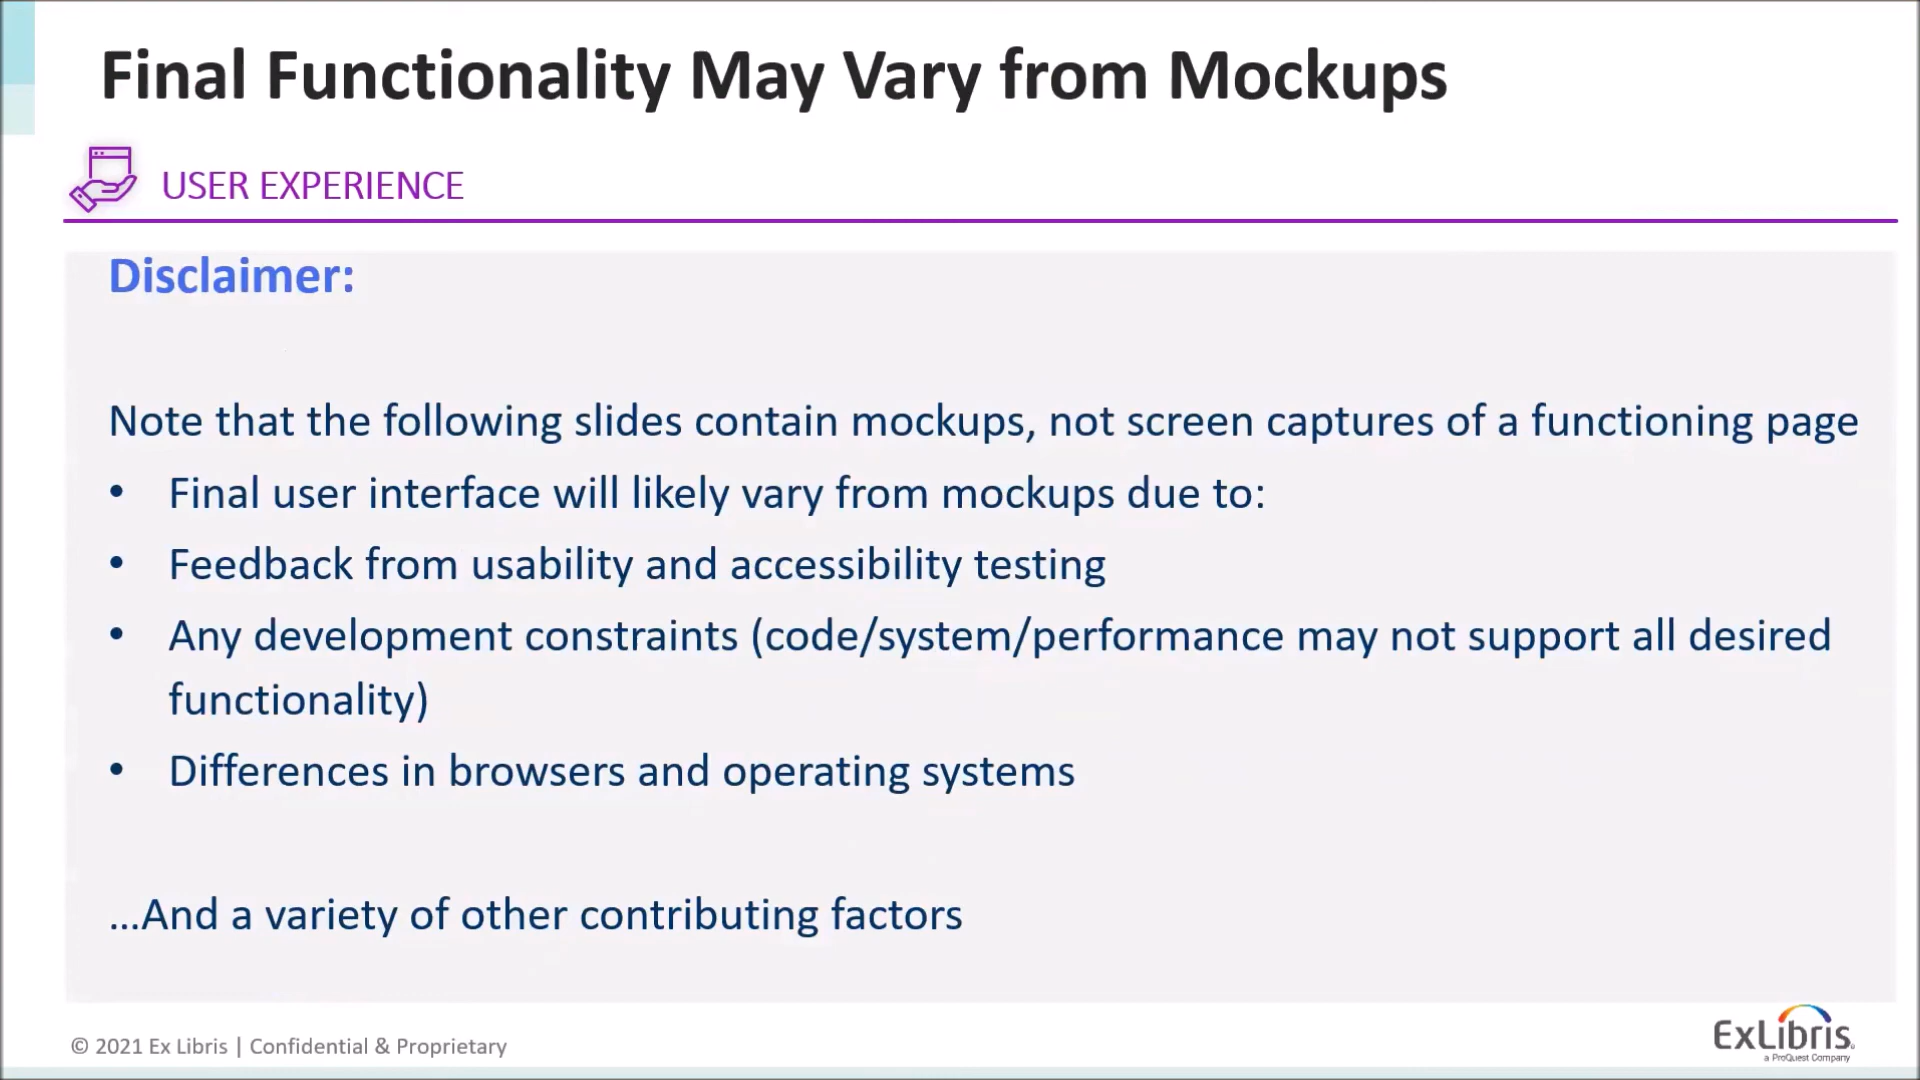 Final Functionality May Vary from Mockups
USER EXPERIENCE
Disclaimer:
Note that the following slides contain mockups, not screen captures of a functioning page
• Final user interface will likely vary from mockups due to:
• Feedback from usability and accessibility testing
• Any development constraints (code/system/performance may not support all desired
functionality)
• Differences in browsers and operating systems
...And a variety of other contributing factors
© 2021 Ex Libris | Confidential & Proprietary
ExLibris
a ProQuest Company